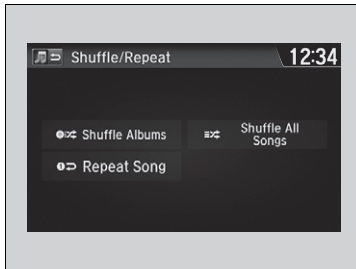 Shuffle/Repeat
12:34
Shuffle Albums
Shuffle All
Songs
Repeat Song